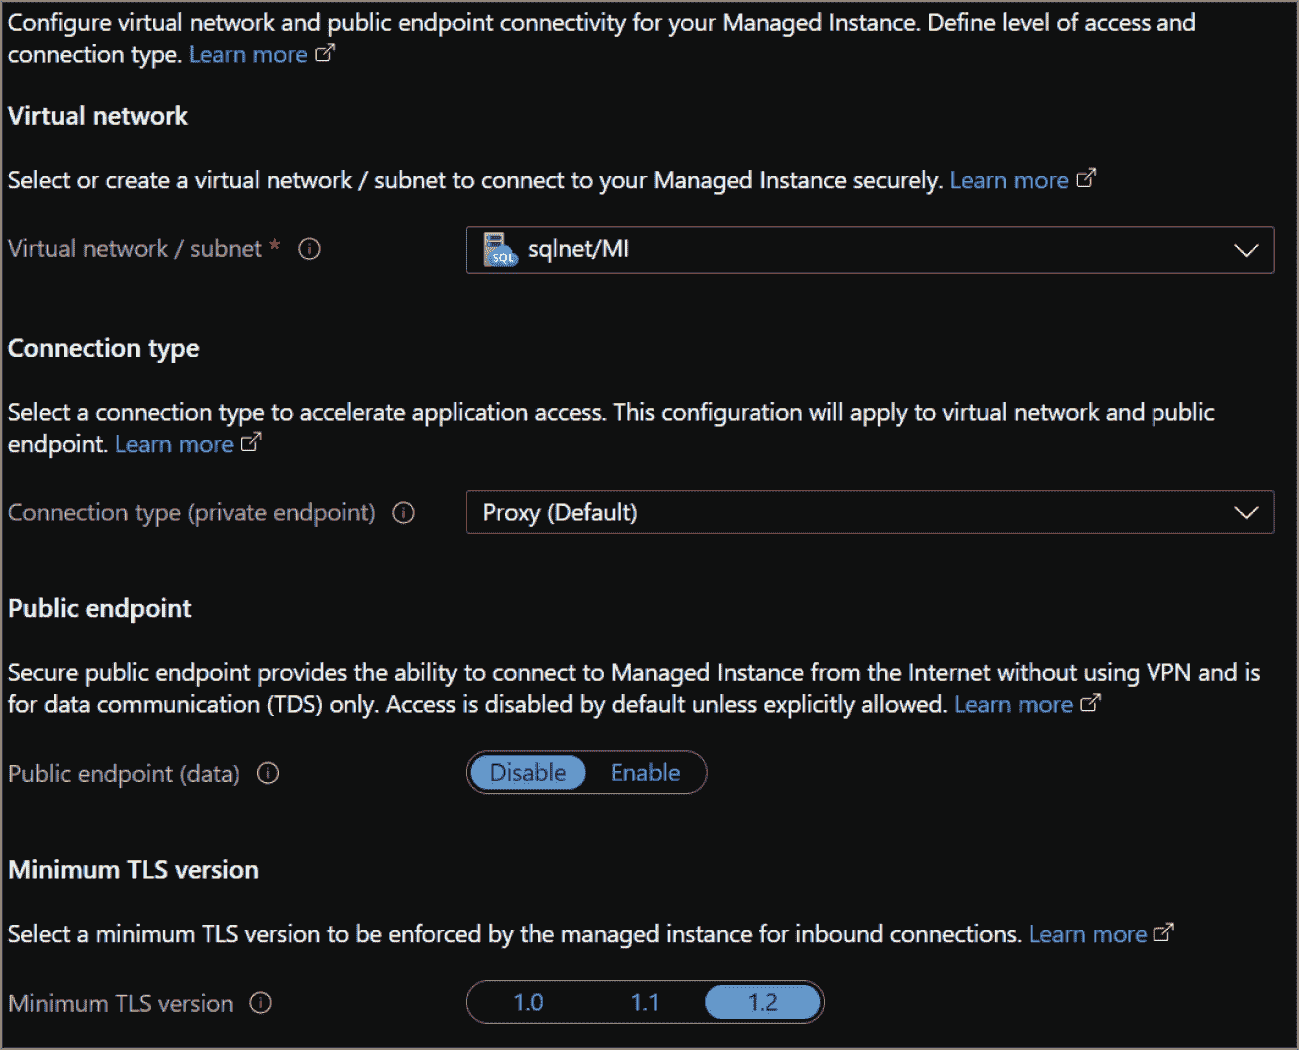 Configure virtual network and public endpoint connectivity for your Managed Instance. Define level of access and
connection type. Learn more
Virtual network
Select or create a virtual network / subnet to connect to your Managed Instance securely. Learn more
Virtual network / subnet *
SQL sqlnet/MI
Connection type
Select a connection type to accelerate application access. This configuration will apply to virtual network and public
endpoint. Learn more
Connection type (private endpoint)
Proxy (Default)
Public endpoint
Secure public endpoint provides the ability to connect to Managed Instance from the Internet without using VPN and is
for data communication (TDS) only. Access is disabled by default unless explicitly allowed. Learn more
Public endpoint (data)
Disable Enable
Minimum TLS version
Select a minimum TLS version to be enforced by the managed instance for inbound connections. Learn more
Minimum TLS version
1.0 1.1 1.2